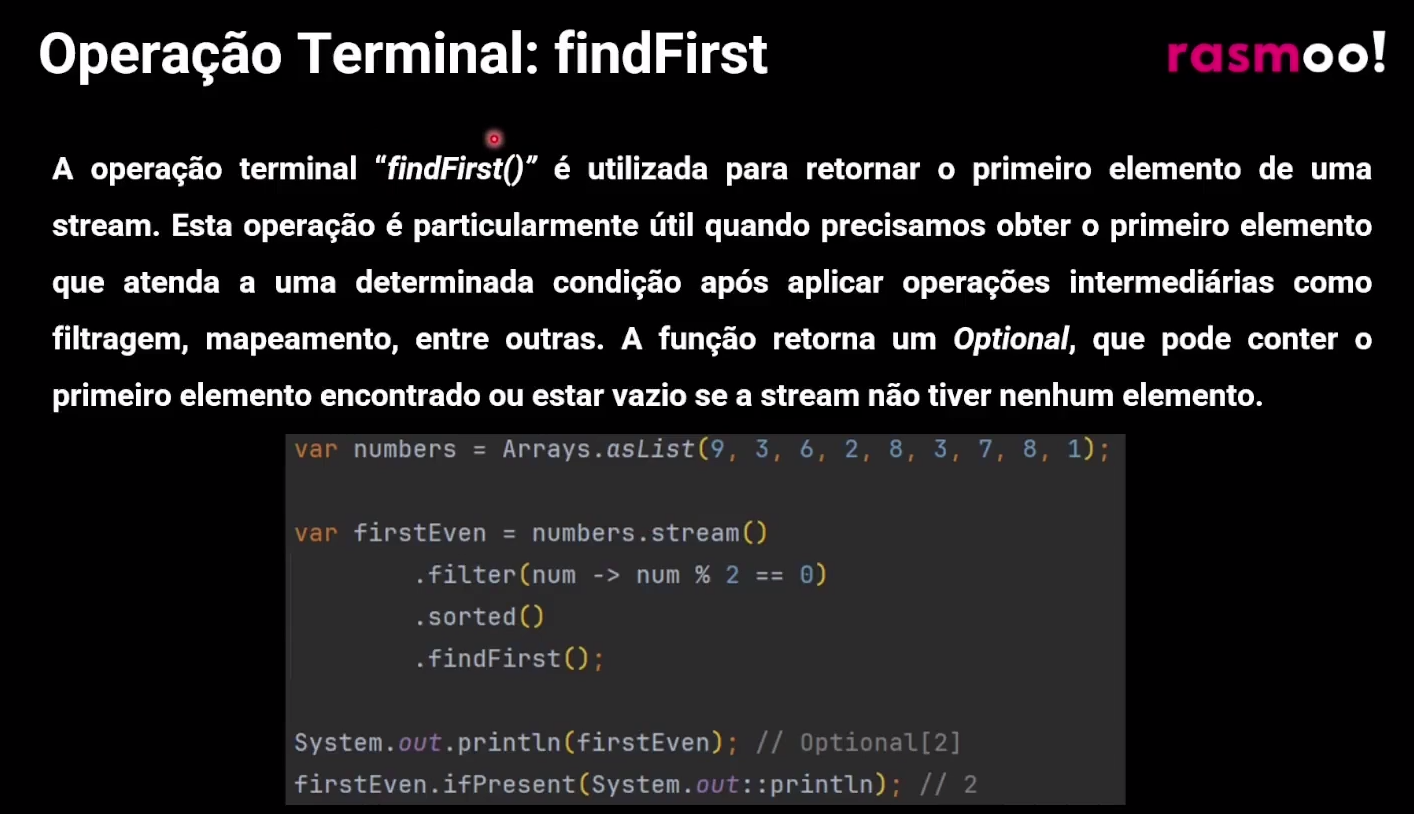 Operação Terminal: findFirst
rasmoo!
A operação terminal “findFirst()” é utilizada para retornar o primeiro elemento de uma
stream. Esta operação é particularmente útil quando precisamos obter o primeiro elemento
que atenda a uma determinada condição após aplicar operações intermediárias como
filtragem, mapeamento, entre outras. A função retorna um Optional, que pode conter o
primeiro elemento encontrado ou estar vazio se a stream não tiver nenhum elemento.
var numbers = Arrays.asList(9, 3, 6, 2, 8, 3, 7, 8, 1);
var firstEven = numbers.stream()
.filter(num -> num % 2 == 0)
.sorted()
.findFirst();
System.out.println(firstEven); // Optional[2]
firstEven.ifPresent(System.out::println); // 2